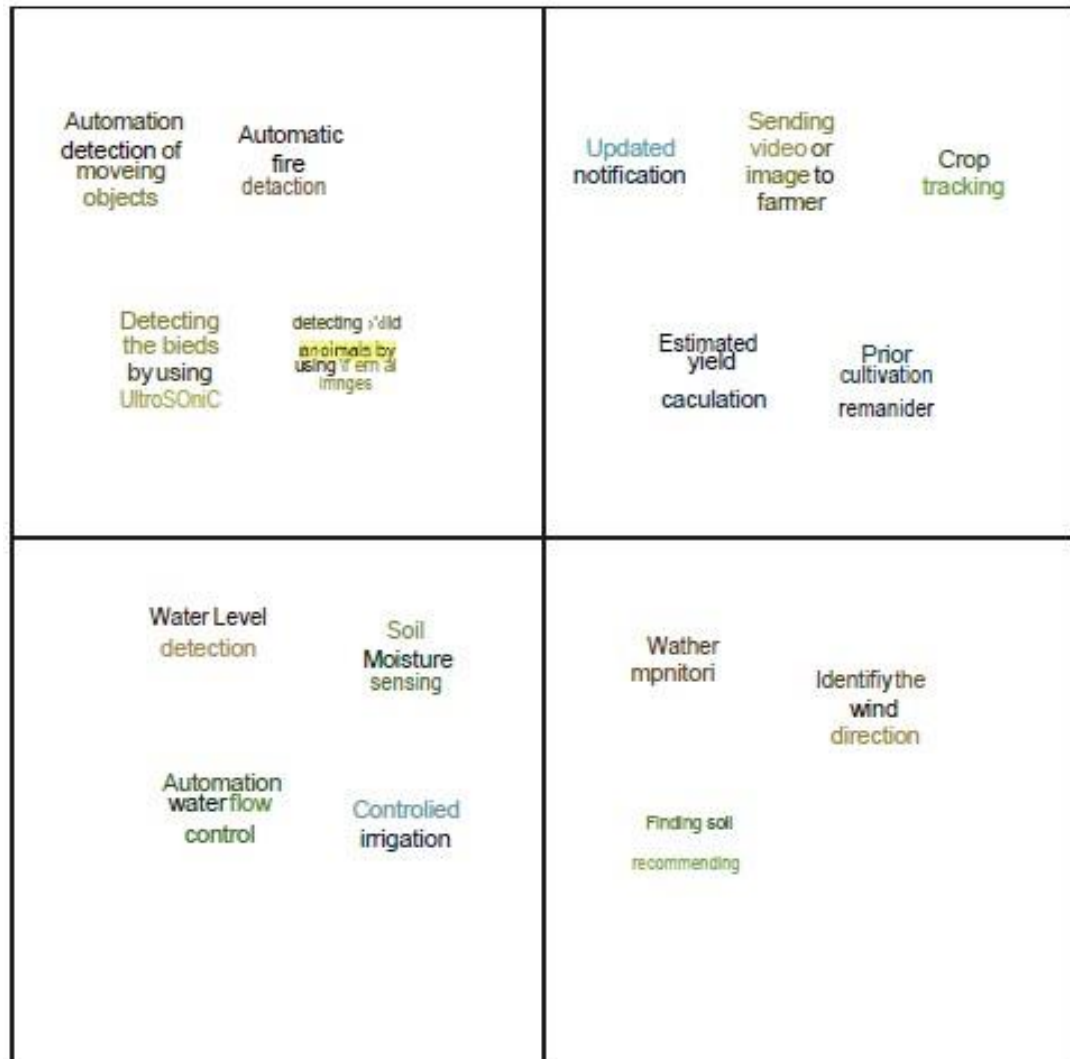 Automation
detection of
moveing
objects
Automatic
fire
detaction
Detecting
the bieds
by using
UltroSOniC
detecting
anoimals by
using
imnges
Updated
notification
Sending
video or
image to
farmer
Crop
tracking
Estimated
yield
caculation
Prior
cultivation
remanider
Water Level
detection
Soil
Moisture
sensing
Automation
water flow
control
Controlied
irrigation
Wather
mpnitori
Identifiy the
wind
direction
Finding soil
recommending